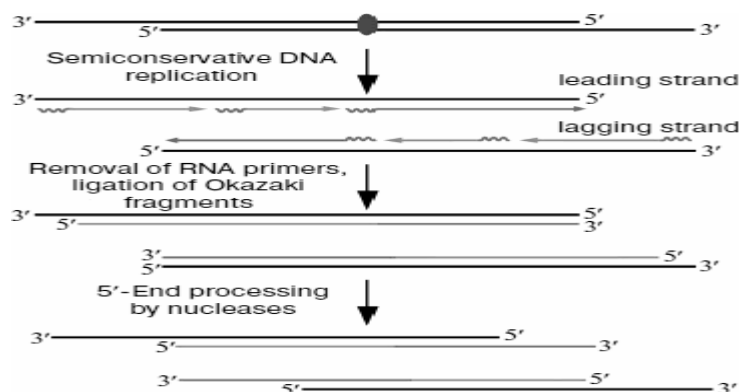 3′ 5′
5′ 3′
Semiconservative DNA
replication
leading strand
3′ 5′
lagging strand
5′ 3′
Removal of RNA primers,
ligation of Okazaki
fragments
3′ 5′
5′ 3′
3′ 5′
5′ 3′
5′-End processing
by nucleases
3′ 5′
5′ 3′
3′ 5′
5′ 3′